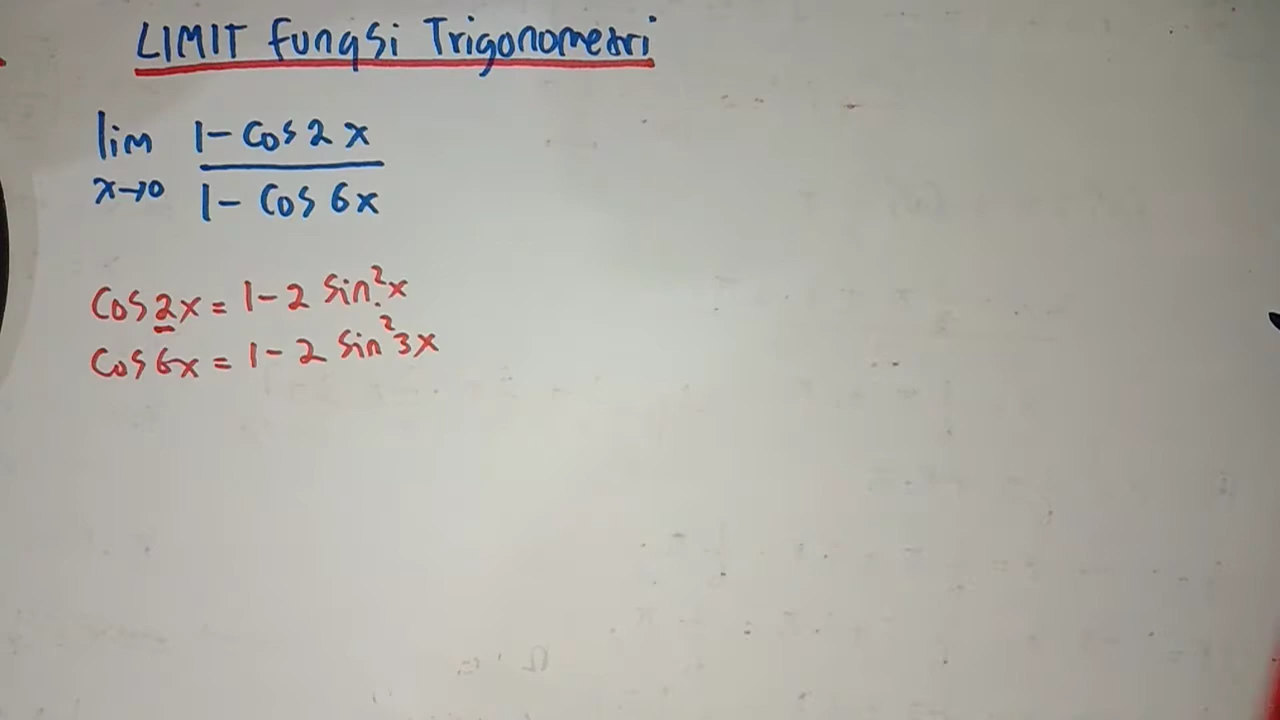 LIMIT Fungsi Trigonometri
lim 1 - Cos 2x
x→0 1 - Cos 6x
Cos 2x = 1 - 2 Sin²x
Cos 6x = 1 - 2 Sin²3x